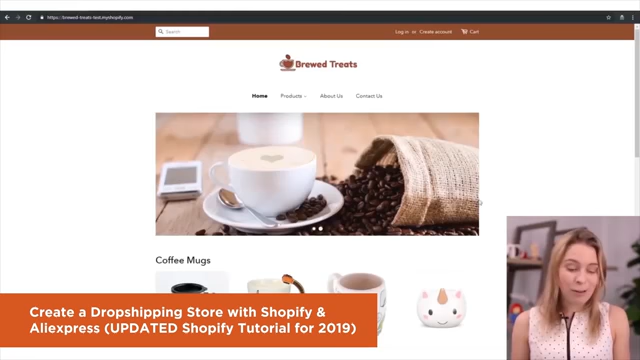 https://brewed-treats-test.myshopify.com
Search
Log in or Create account Cart
Brewed Treats
Home Products About Us Contact Us
Coffee Mugs
Create a Dropshipping Store with Shopify &
Aliexpress (UPDATED Shopify Tutorial for 2019)